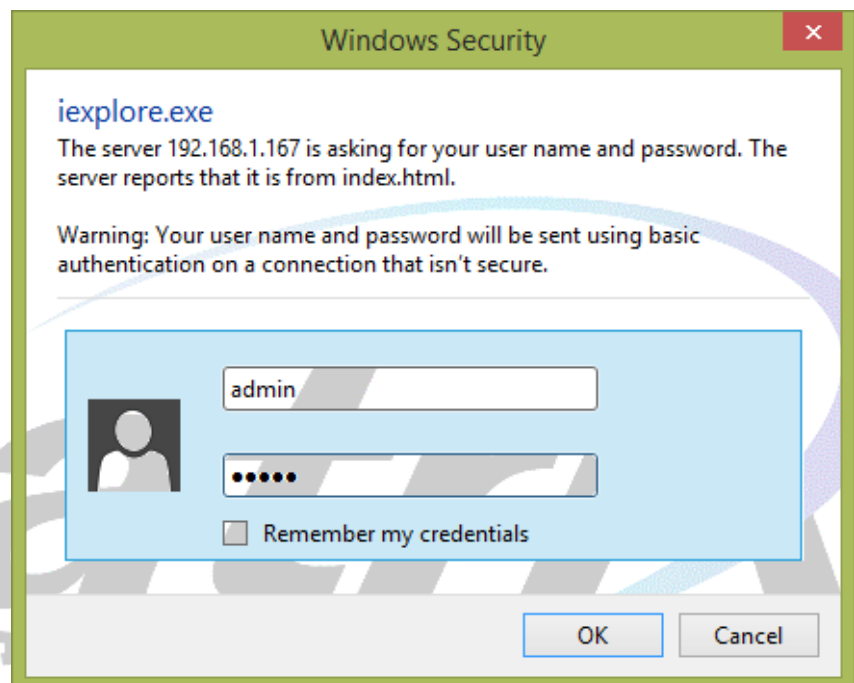 Windows Security
iexplore.exe
The server 192.168.1.167 is asking for your user name and password. The
server reports that it is from index.html.
Warning: Your user name and password will be sent using basic
authentication on a connection that isn't secure.
admin
•••••
Remember my credentials
OK
Cancel